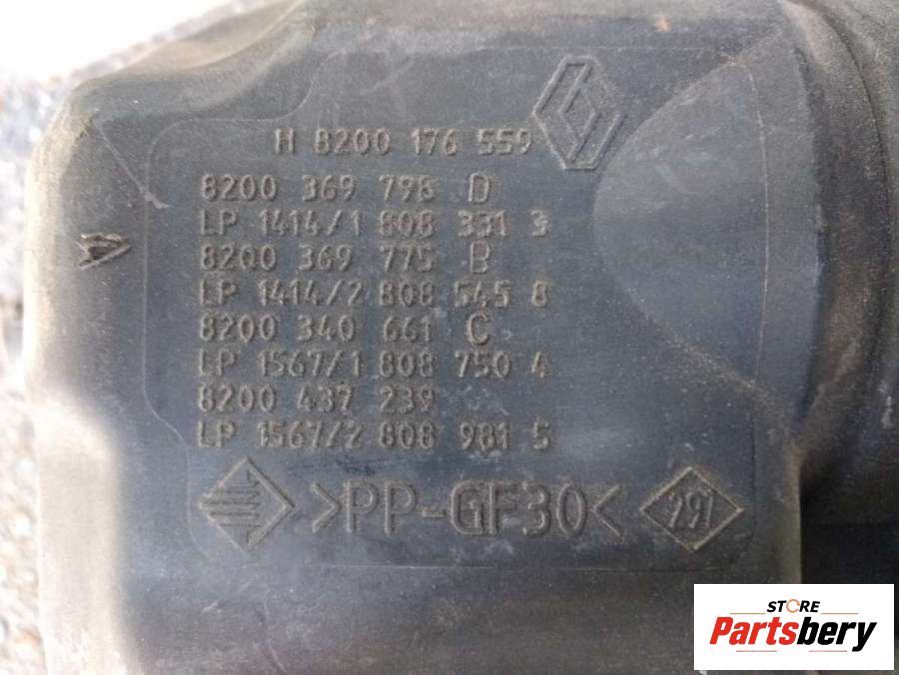 H 8200 176 559
8200 369 798 D
LP 1414/1 808 331 3
8200 369 775 B
LP 1414/2 808 545 8
8200 340 661 C
LP 1567/1 808 750 4
8200 437 239
LP 1567/2 808 981 5
>PP-GF30<
291
STORE
Partsbery